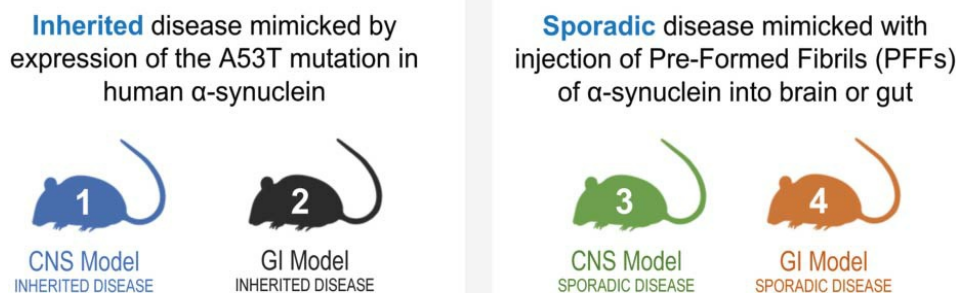 Inherited disease mimicked by
expression of the A53T mutation in
human α-synuclein
1
CNS Model
INHERITED DISEASE
2
GI Model
INHERITED DISEASE
Sporadic disease mimicked with
injection of Pre-Formed Fibrils (PFFs)
of α-synuclein into brain or gut
3
CNS Model
SPORADIC DISEASE
4
GI Model
SPORADIC DISEASE